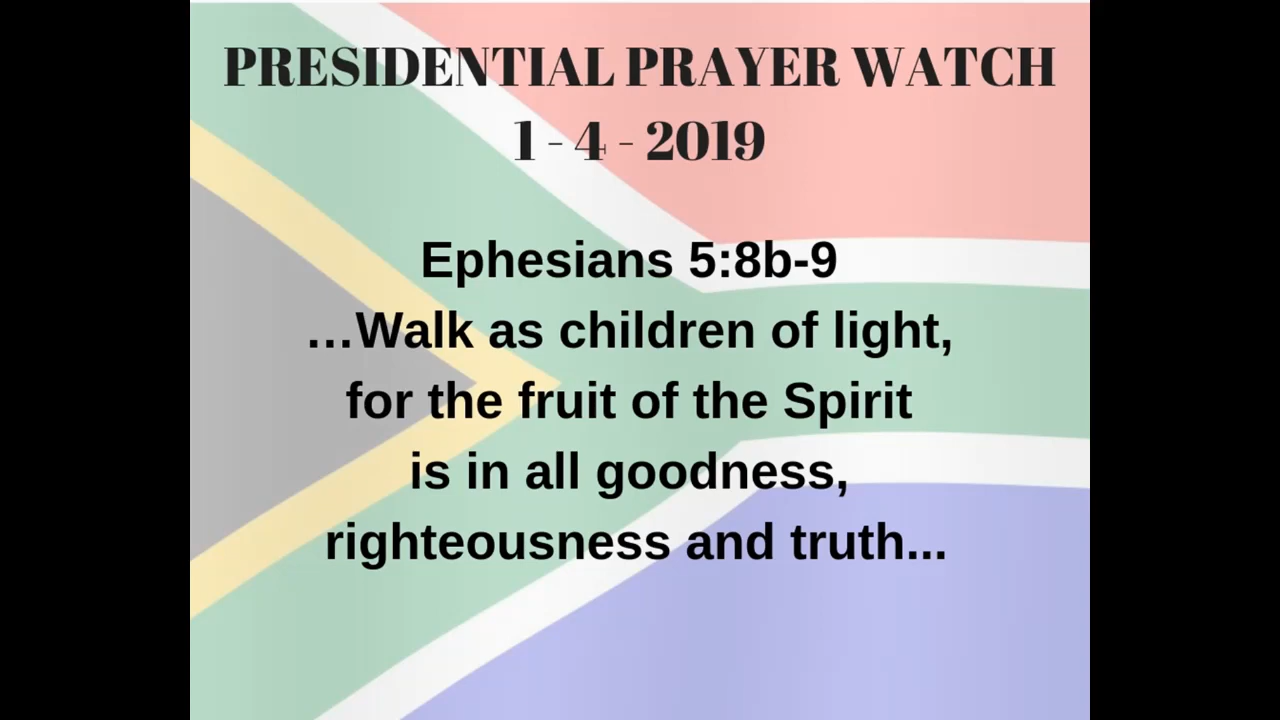 PRESIDENTIAL PRAYER WATCH
1 - 4 - 2019
Ephesians 5:8b-9
...Walk as children of light,
for the fruit of the Spirit
is in all goodness,
righteousness and truth...